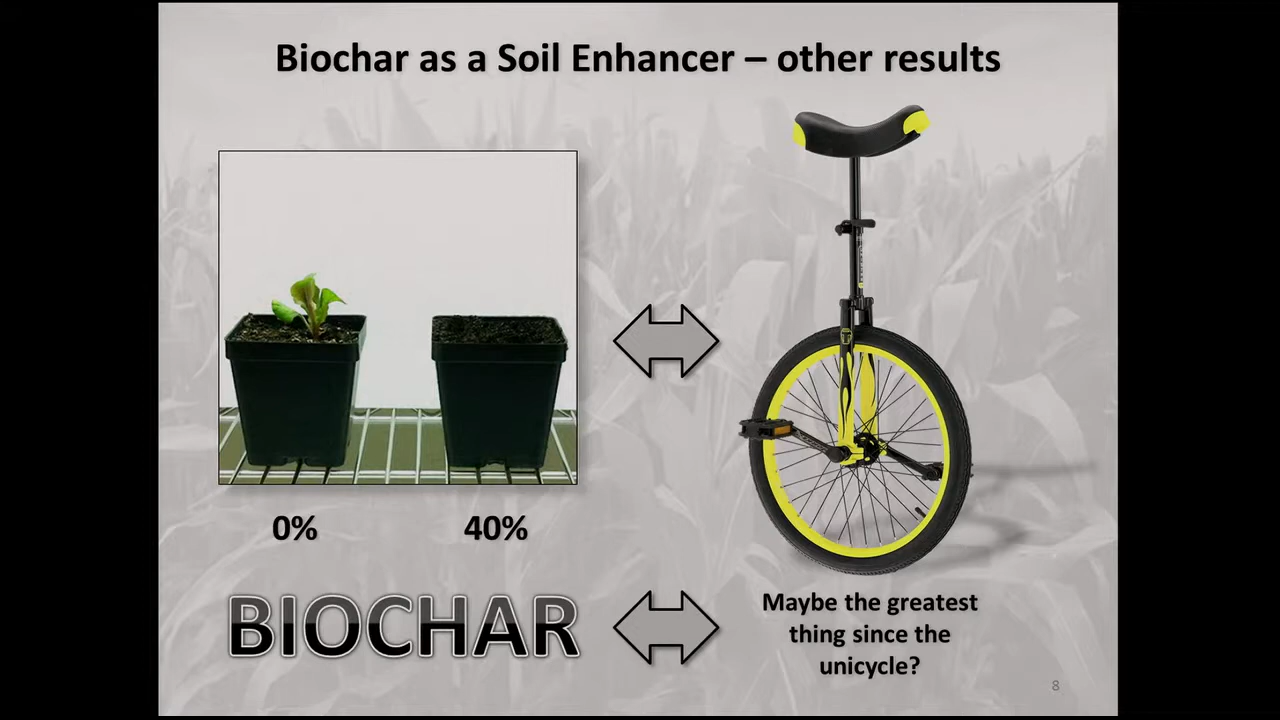 Biochar as a Soil Enhancer – other results
0%
40%
BIOCHAR
Maybe the greatest
thing since the
unicycle?
8